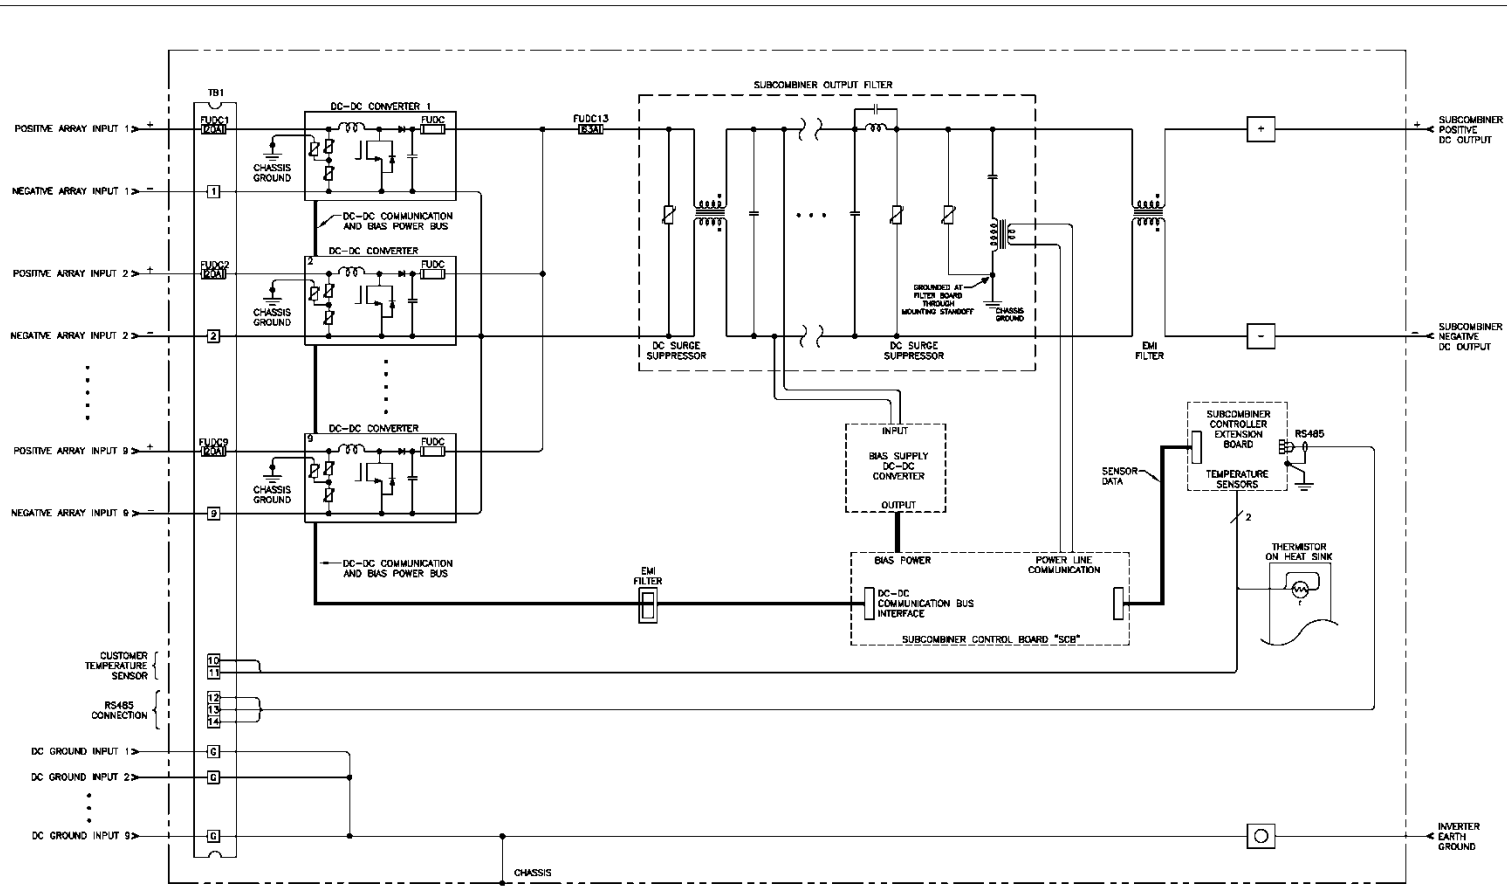 SUBCOMBINER OUTPUT FILTER
TB1
DC-DC CONVERTER 1
FUDC1
20A
FUDC
FUDC13
63A
POSITIVE ARRAY INPUT 1
+
CHASSIS
GROUND
+
+
SUBCOMBINER
POSITIVE
DC OUTPUT
NEGATIVE ARRAY INPUT 1
-
1
DC-DC COMMUNICATION
AND BIAS POWER BUS
DC-DC CONVERTER
2
FUDC2
20A
FUDC
POSITIVE ARRAY INPUT 2
+
CHASSIS
GROUND
GROUNDED AT
FILTER BOARD
THROUGH
MOUNTING STANDOFF
CHASSIS
GROUND
NEGATIVE ARRAY INPUT 2
-
2
DC SURGE
SUPPRESSOR
DC SURGE
SUPPRESSOR
EMI
FILTER
-
-
SUBCOMBINER
NEGATIVE
DC OUTPUT
DC-DC CONVERTER
9
FUDC9
20A
FUDC
POSITIVE ARRAY INPUT 9
+
CHASSIS
GROUND
NEGATIVE ARRAY INPUT 9
-
9
INPUT
BIAS SUPPLY
DC-DC
CONVERTER
OUTPUT
SENSOR
DATA
SUBCOMBINER
CONTROLLER
EXTENSION
BOARD
RS485
TEMPERATURE
SENSORS
2
THERMISTOR
ON HEAT SINK
t
DC-DC COMMUNICATION
AND BIAS POWER BUS
EMI
FILTER
BIAS POWER
POWER LINE
COMMUNICATION
DC-DC
COMMUNICATION BUS
INTERFACE
SUBCOMBINER CONTROL BOARD "SCB"
CUSTOMER
TEMPERATURE
SENSOR
10
11
RS485
CONNECTION
12
13
14
DC GROUND INPUT 1
G
DC GROUND INPUT 2
G
DC GROUND INPUT 9
G
INVERTER
EARTH
GROUND
CHASSIS